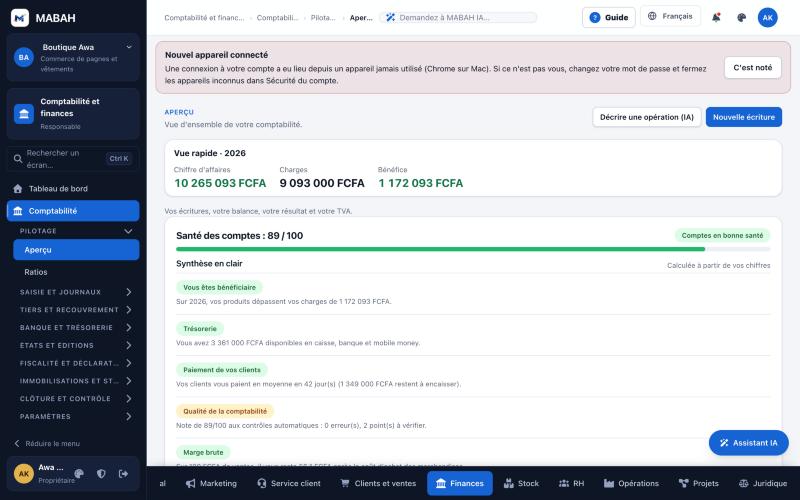 MABAH
Comptabilité et financ... › Comptabili... › Pilota... › Aper...
Demandez à MABAH IA...
? Guide
Français
AK
BA
Boutique Awa
Commerce de pagnes et
vêtements
Comptabilité et
finances
Responsable
Rechercher un
écran...
Ctrl K
Tableau de bord
Comptabilité
PILOTAGE
Aperçu
Ratios
SAISIE ET JOURNAUX
TIERS ET RECOUVREMENT
BANQUE ET TRÉSORERIE
ÉTATS ET ÉDITIONS
FISCALITÉ ET DÉCLARAT...
IMMOBILISATIONS ET ST...
CLÔTURE ET CONTRÔLE
PARAMÈTRES
Réduire le menu
AK
Awa ...
Propriétaire
Nouvel appareil connecté
Une connexion à votre compte a eu lieu depuis un appareil jamais utilisé (Chrome sur Mac). Si ce n'est pas vous, changez votre mot de passe et fermez
les appareils inconnus dans Sécurité du compte.
C'est noté
APERÇU
Vue d'ensemble de votre comptabilité.
Décrire une opération (IA)
Nouvelle écriture
Vue rapide · 2026
Chiffre d'affaires
Charges
Bénéfice
10 265 093 FCFA
9 093 000 FCFA
1 172 093 FCFA
Vos écritures, votre balance, votre résultat et votre TVA.
Santé des comptes : 89 / 100
Comptes en bonne santé
Synthèse en clair
Calculée à partir de vos chiffres
Vous êtes bénéficiaire
Sur 2026, vos produits dépassent vos charges de 1 172 093 FCFA.
Trésorerie
Vous avez 3 361 000 FCFA disponibles en caisse, banque et mobile money.
Paiement de vos clients
Vos clients vous paient en moyenne en 42 jour(s) (1 349 000 FCFA restent à encaisser).
Qualité de la comptabilité
Note de 89/100 aux contrôles automatiques : 0 erreur(s), 2 point(s) à vérifier.
Marge brute
Assistant IA
al
Marketing
Service client
Clients et ventes
Finances
Stock
RH
Opérations
Projets
Juridique